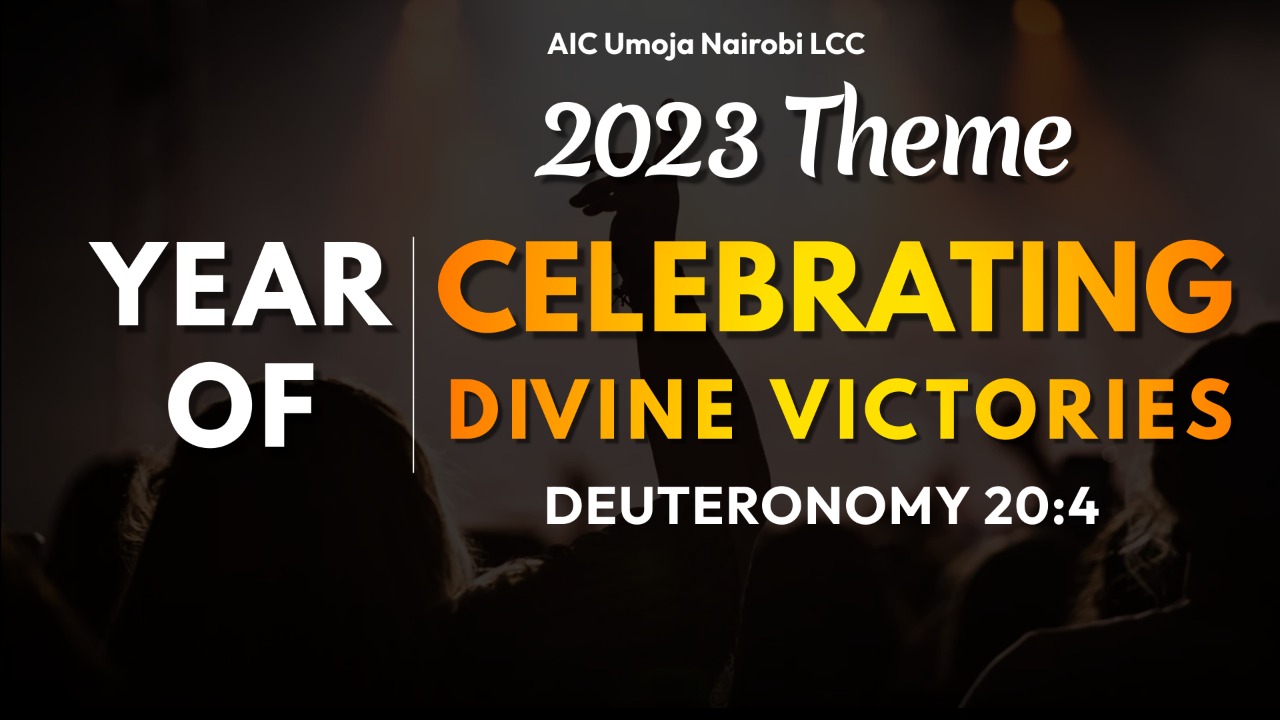 AIC Umoja Nairobi LCC
2023 Theme
YEAR
OF
CELEBRATING
DIVINE VICTORIES
DEUTERONOMY 20:4